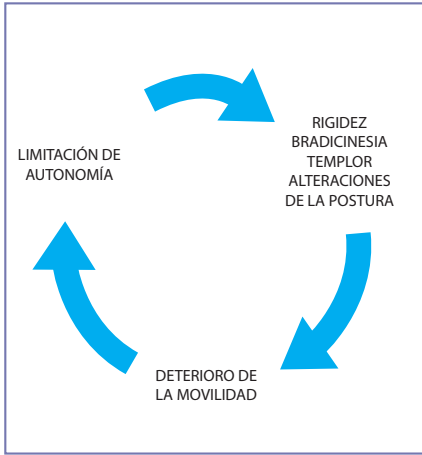 LIMITACIÓN DE
AUTONOMÍA
RIGIDEZ
BRADICINESIA
TEMPLOR
ALTERACIONES
DE LA POSTURA
DETERIORO DE
LA MOVILIDAD